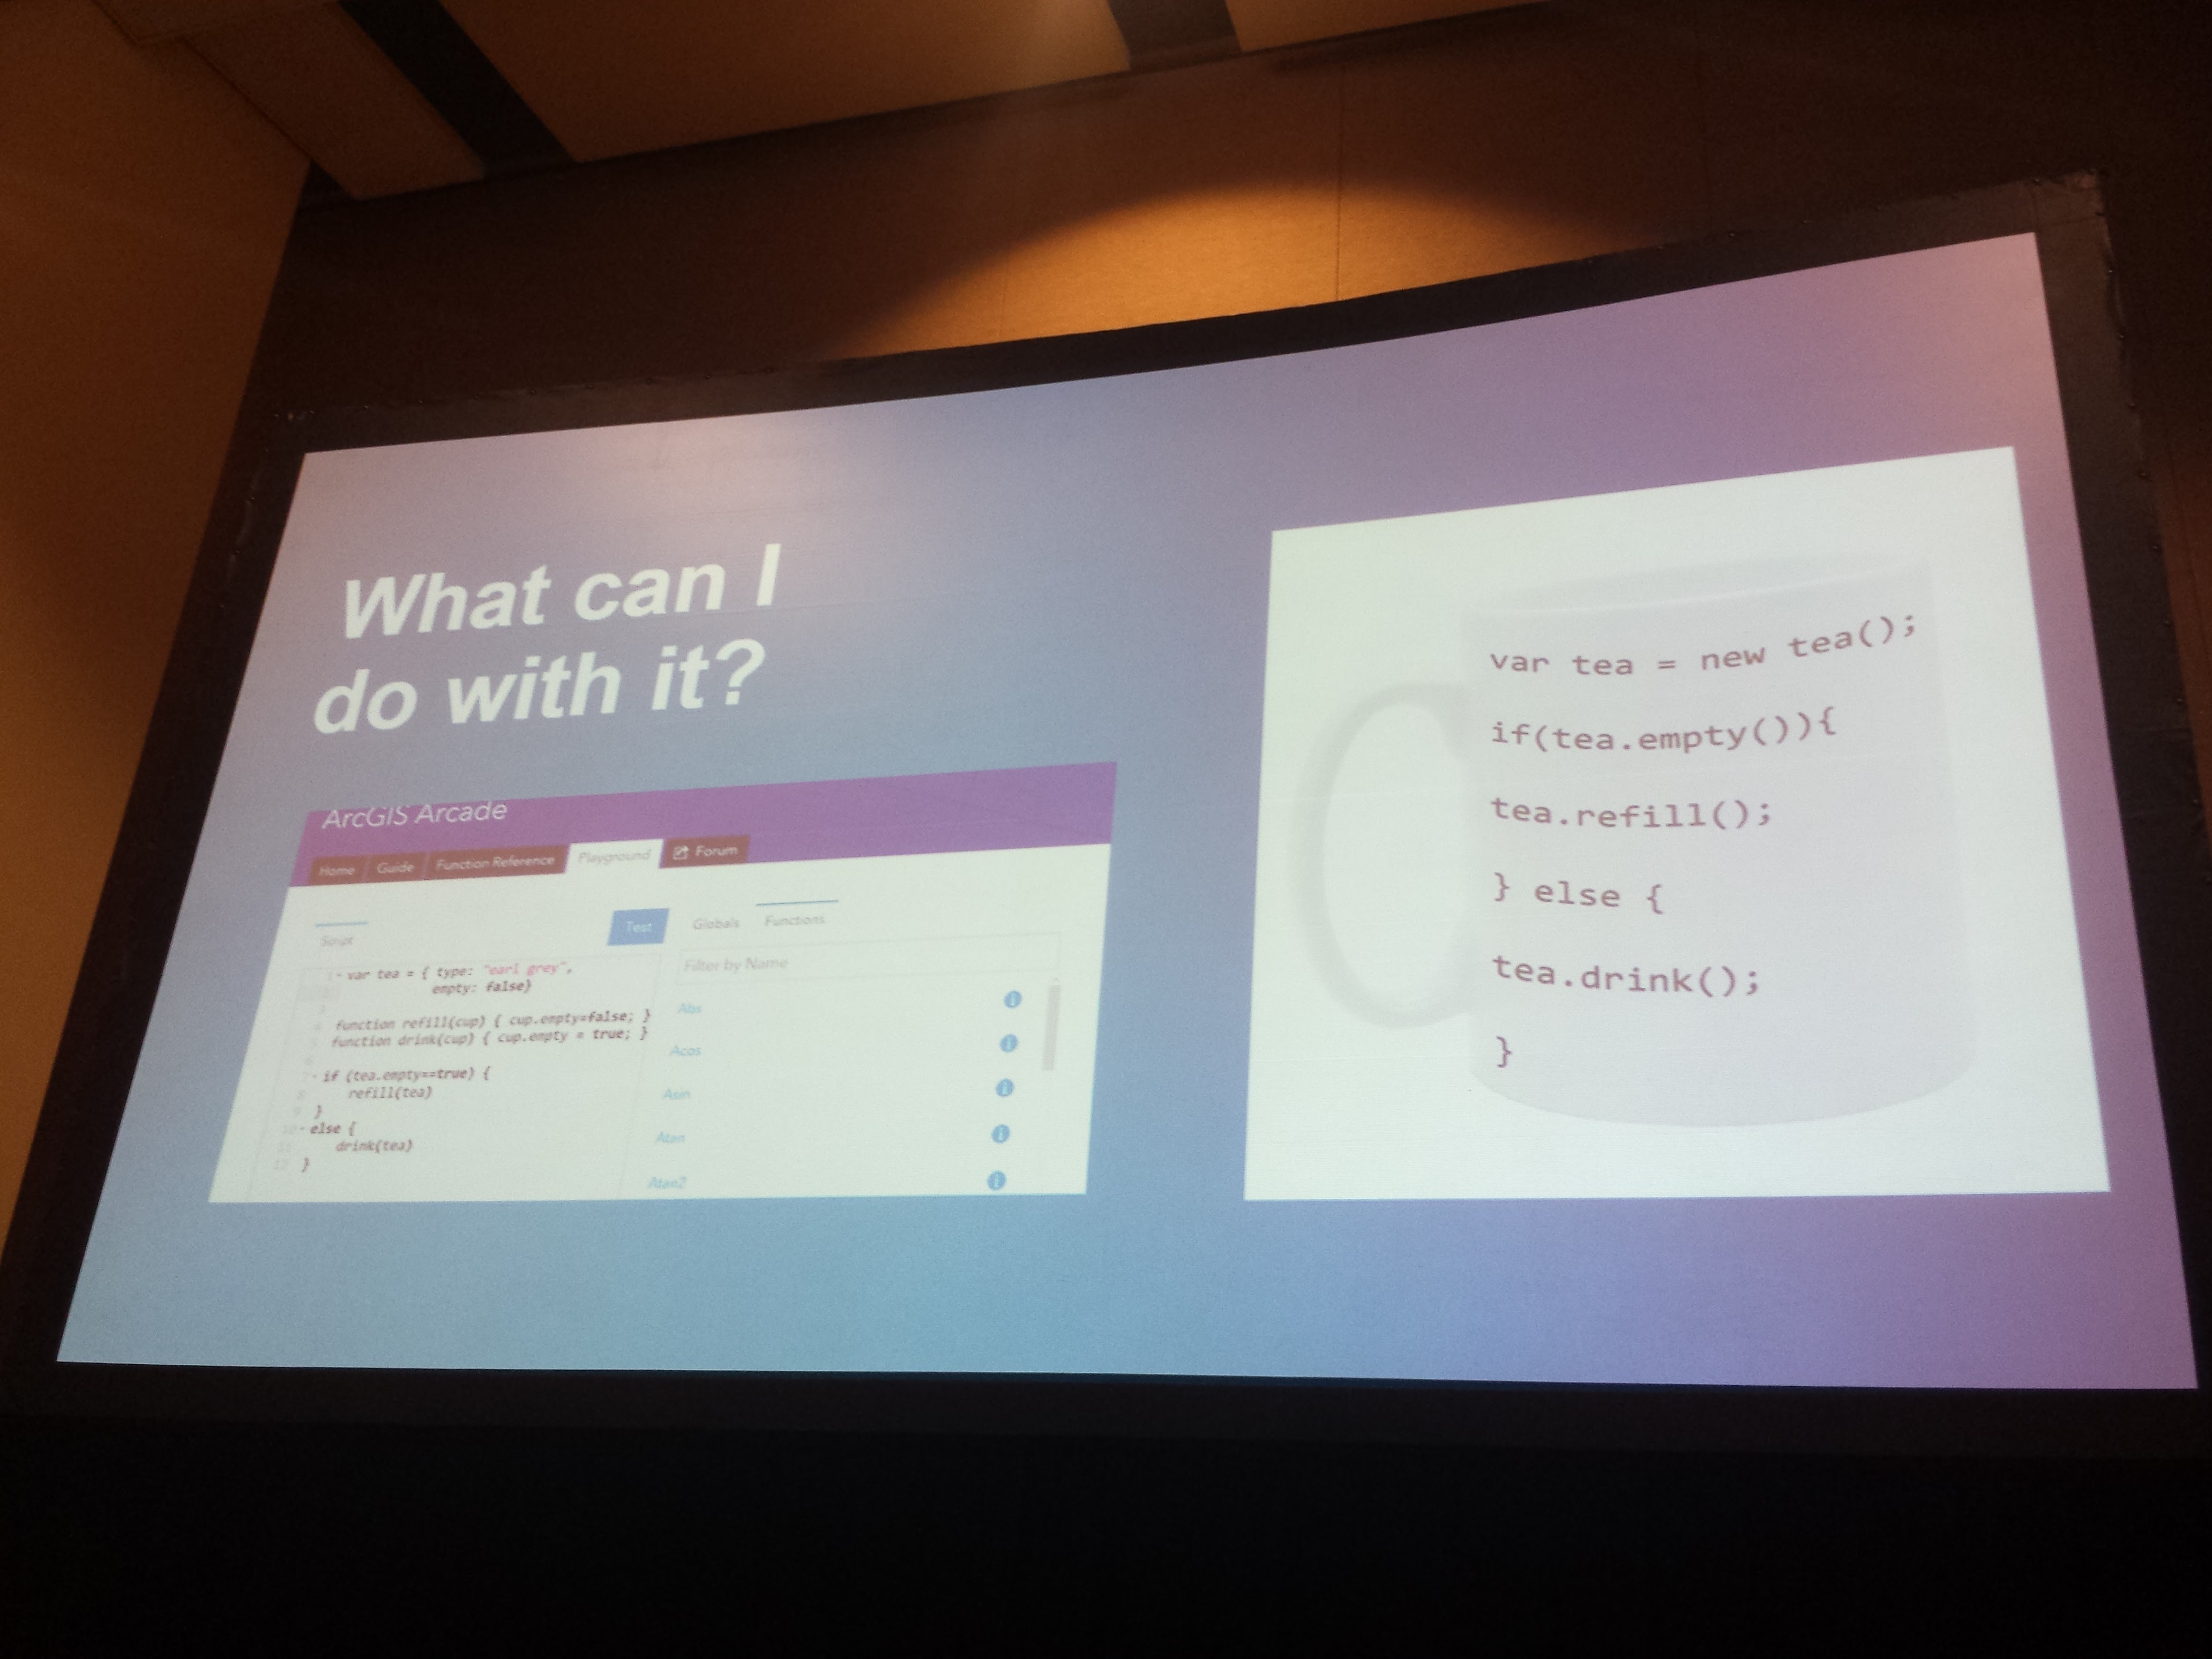 What can I
do with it?
ArcGIS Arcade
Home Guide Function Reference Playground Forum
Script Test Globals Functions
Filter by Name
1 var tea = { type: "earl grey",
2 empty: false}
3
4 function refill(cup) { cup.empty=false; }
5 function drink(cup) { cup.empty = true; }
6
7 if (tea.empty==true) {
8 refill(tea)
9 }
10 else {
11 drink(tea)
12 }
Abs
Acos
Asin
Atan
Atan2
var tea = new tea();
if(tea.empty()){
tea.refill();
} else {
tea.drink();
}